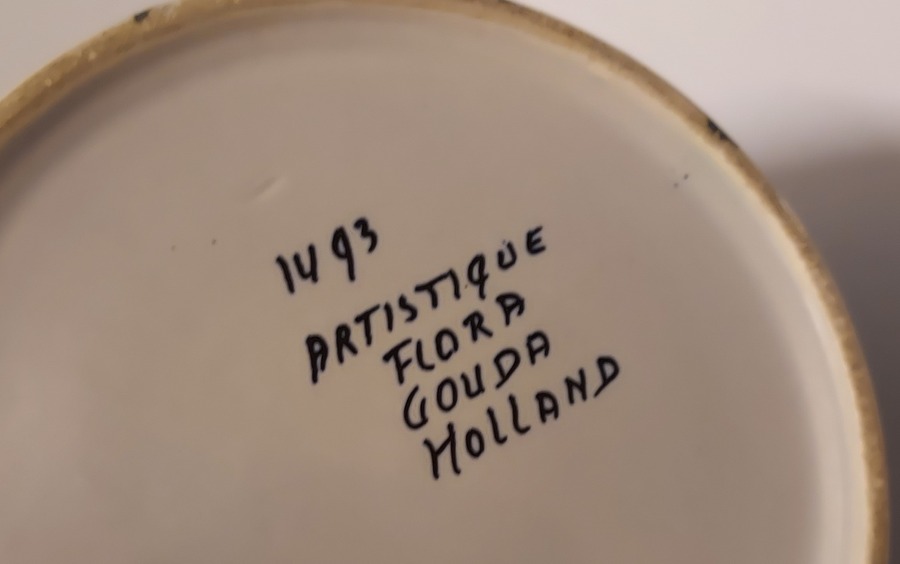 1493
ARTISTIQUE
FLORA
GOUDA
HOLLAND